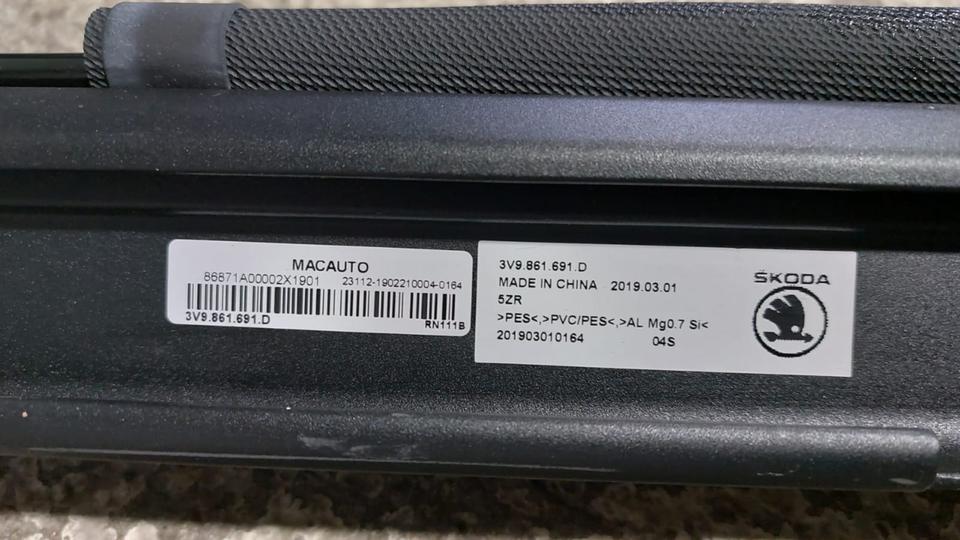 MACAUTO
86871A00002X1901 23112-1902210004-0164
3V9.861.691.D
RN111B
3V9.861.691.D
MADE IN CHINA 2019.03.01
5ZR
>PES<,>PVC/PES<,>AL Mg0.7 Si<
201903010164 04S
ŠKODA